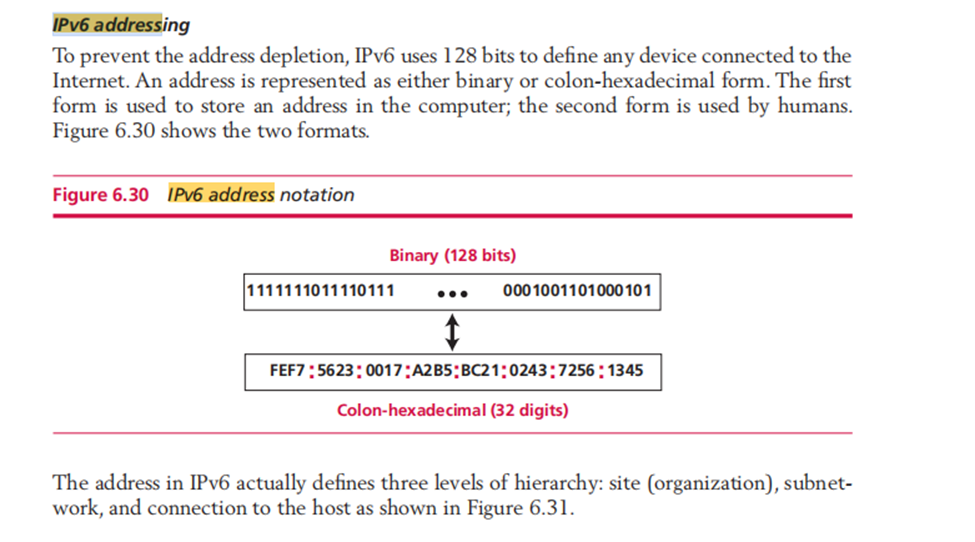 IPv6 addressing
To prevent the address depletion, IPv6 uses 128 bits to define any device connected to the
Internet. An address is represented as either binary or colon-hexadecimal form. The first
form is used to store an address in the computer; the second form is used by humans.
Figure 6.30 shows the two formats.
Figure 6.30 IPv6 address notation
Binary (128 bits)
1111111011110111 ••• 0001001101000101
FEF7:5623:0017:A2B5:BC21:0243:7256:1345
Colon-hexadecimal (32 digits)
The address in IPv6 actually defines three levels of hierarchy: site (organization), subnet-
work, and connection to the host as shown in Figure 6.31.